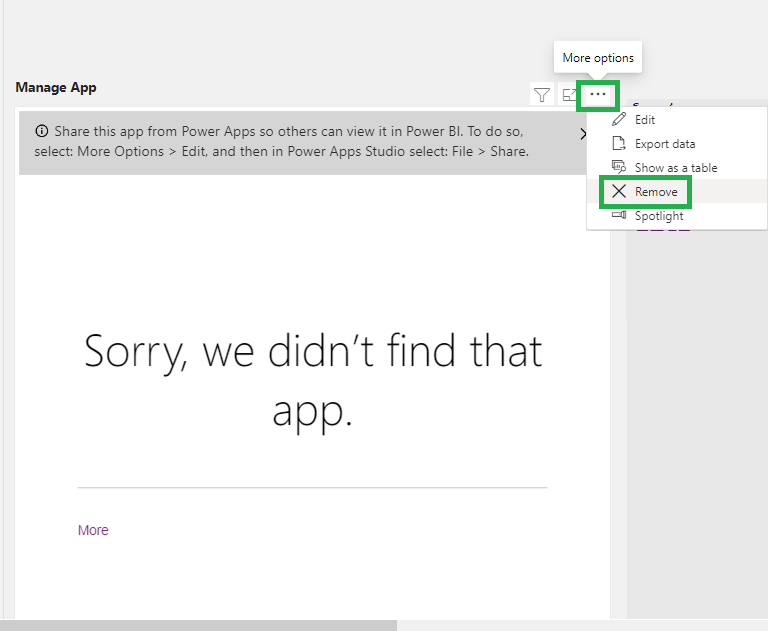 More options
Manage App
Share this app from Power Apps so others can view it in Power BI. To do so,
select: More Options > Edit, and then in Power Apps Studio select: File > Share.
Edit
Export data
Show as a table
Remove
Spotlight
Sorry, we didn't find that
app.
More